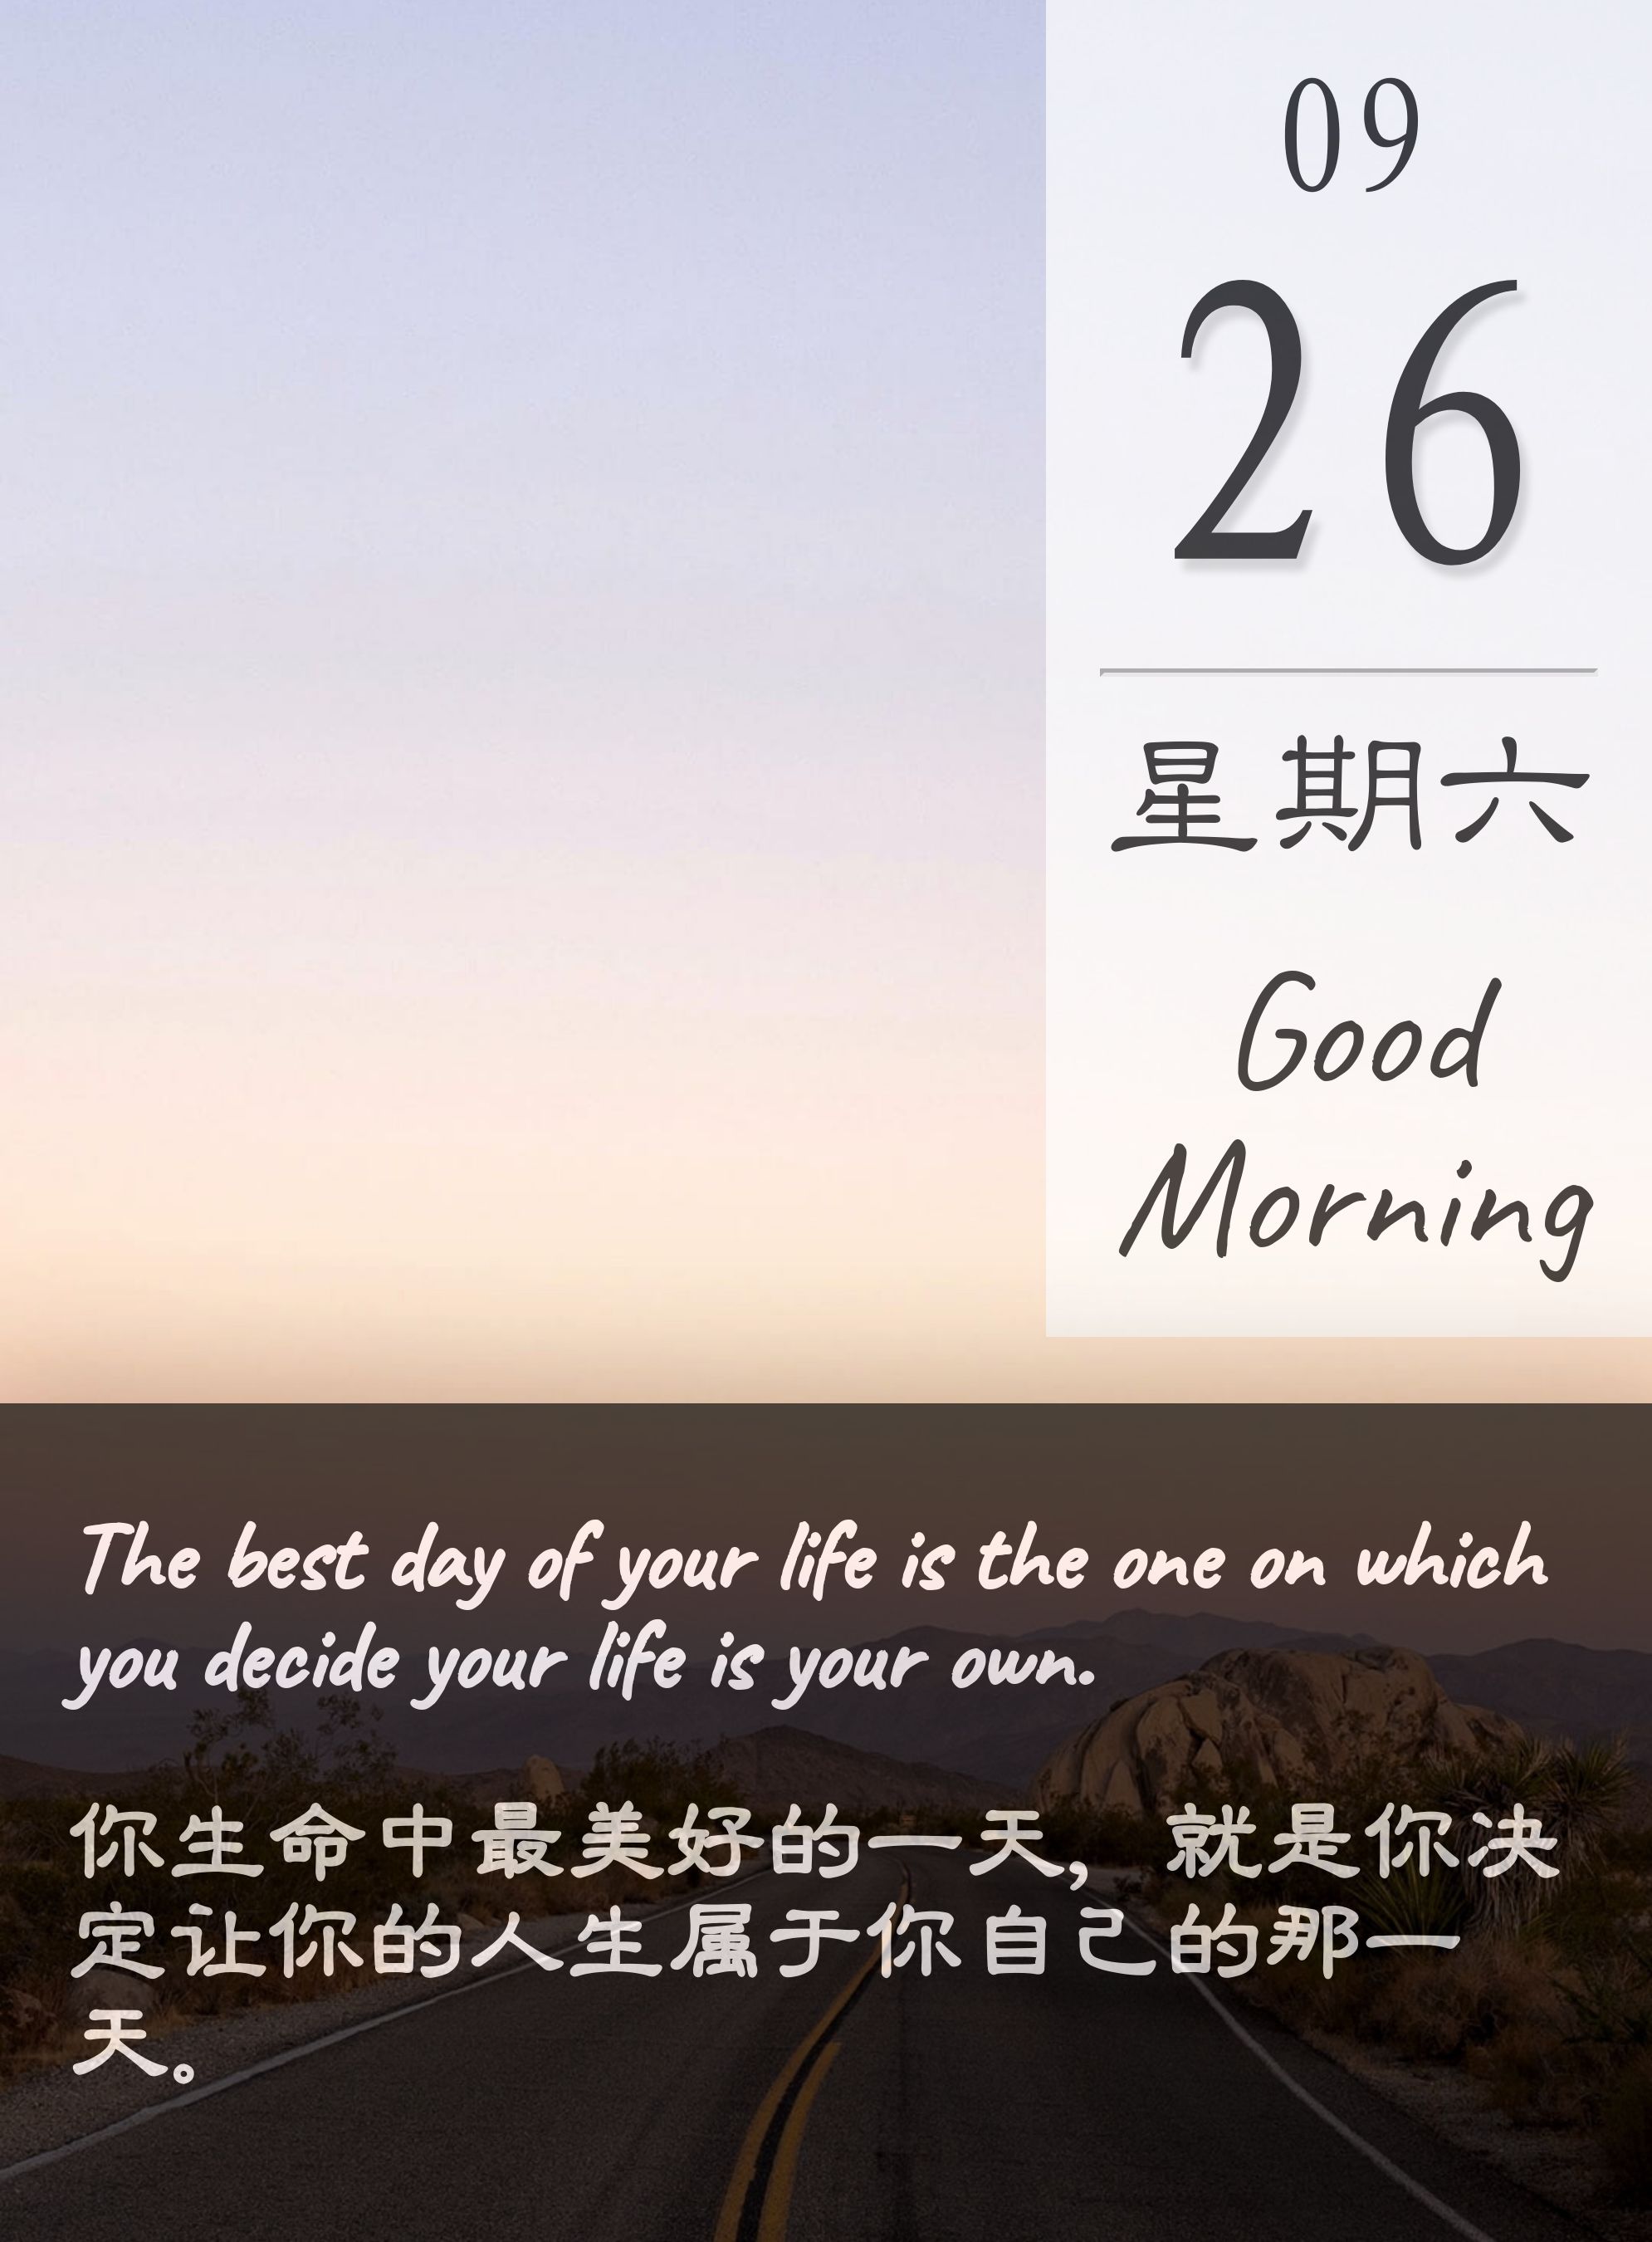 09
26
星期六
Good
Morning
The best day of your life is the one on which
you decide your life is your own.
你生命中最美好的一天，就是你决
定让你的人生属于你自己的那一
天。